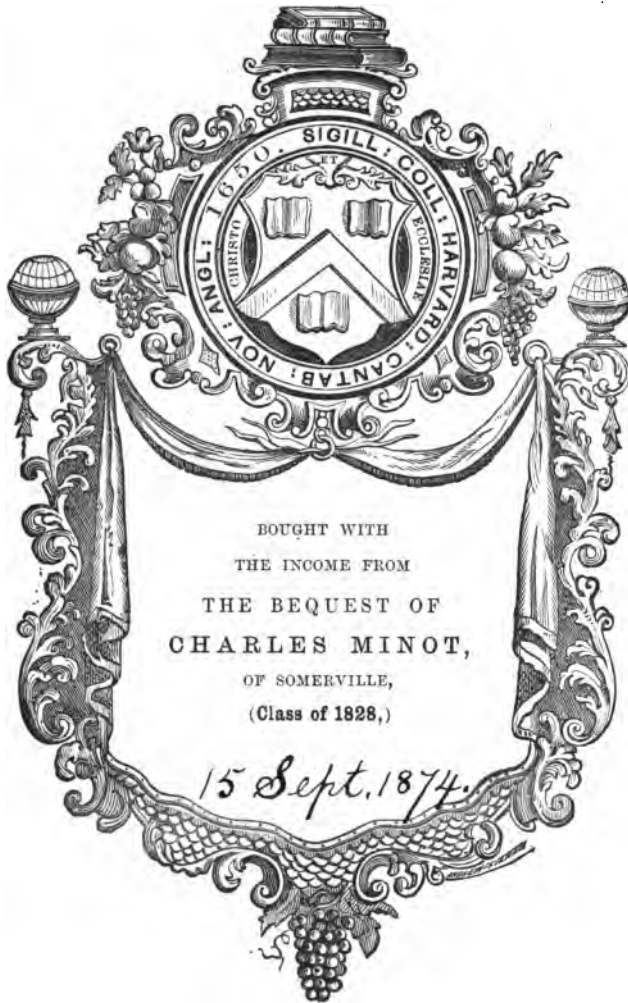 SIGILL: COLL: HARVARD: CANTAB: NOV: ANGL: 1650.
ET
CHRISTO
ECCLESIAE
BOUGHT WITH
THE INCOME FROM
THE BEQUEST OF
CHARLES MINOT,
OF SOMERVILLE,
(Class of 1828,)
15 Sept. 1874.